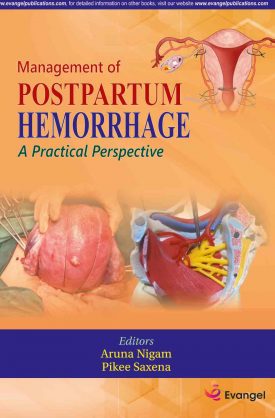 www.evangelpublications.com, for detailed information on other books, visit our website www.evangelpublications.com
Management of
POSTPARTUM
HEMORRHAGE
A Practical Perspective
Editors
Aruna Nigam
Pikee Saxena
Evangel